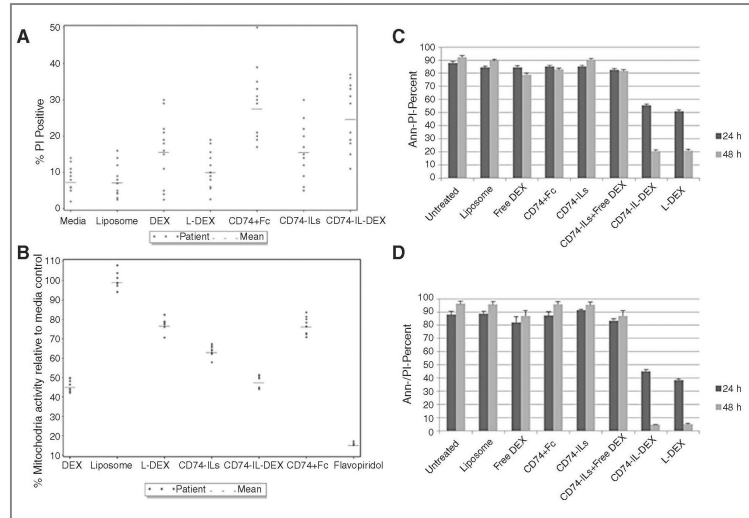 A
% PI Positive
50
40
30
20
10
0
Media Liposome DEX L-DEX CD74+Fc CD74-ILs CD74-IL-DEX
Patient Mean
B
% Mitochodria activity relative to media control
110
100
90
80
70
60
50
40
30
20
10
DEX Liposome L-DEX CD74-ILs CD74-IL-DEX CD74+Fc Flavopiridol
Patient Mean
C
Ann-PI-Percent
100
90
80
70
60
50
40
30
20
10
0
Untreated
Liposome
Free DEX
CD74+Fc
CD74-ILs
CD74-ILs+Free DEX
CD74-IL-DEX
L-DEX
24 h
48 h
D
Ann-/PI-Percent
100
90
80
70
60
50
40
30
20
10
0
Untreated
Liposome
Free DEX
CD74+Fc
CD74-ILs
CD74-ILs+Free DEX
CD74-IL-DEX
L-DEX
24 h
48 h